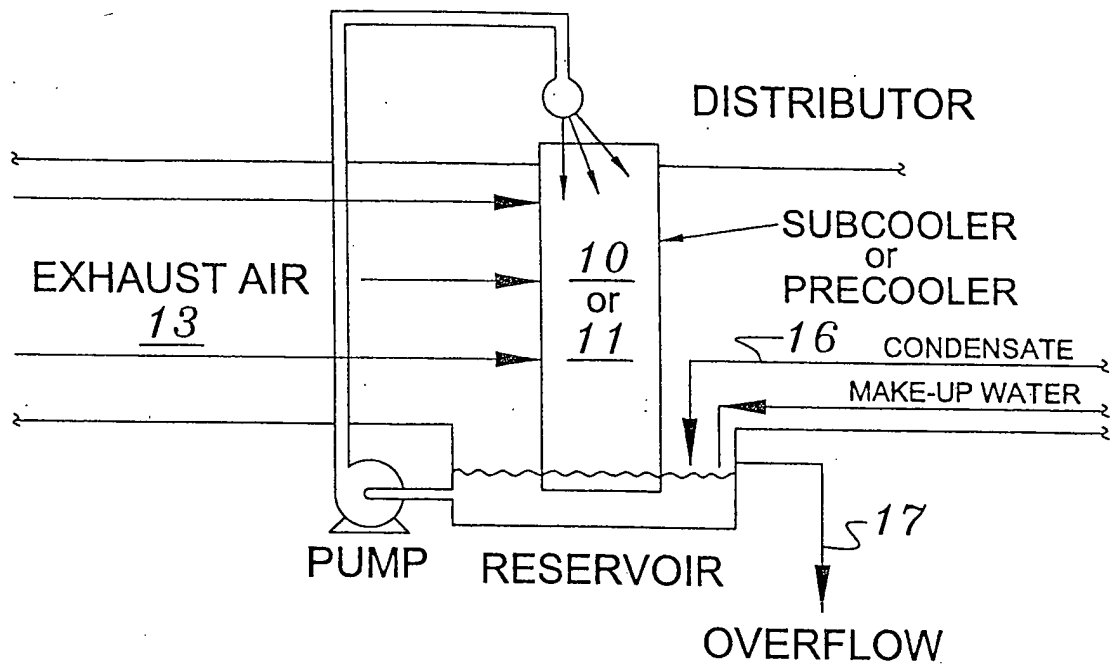 DISTRIBUTOR
SUBCOOLER
or
PRECOOLER
EXHAUST AIR
13
10
or
11
16
CONDENSATE
MAKE-UP WATER
17
PUMP
RESERVOIR
OVERFLOW